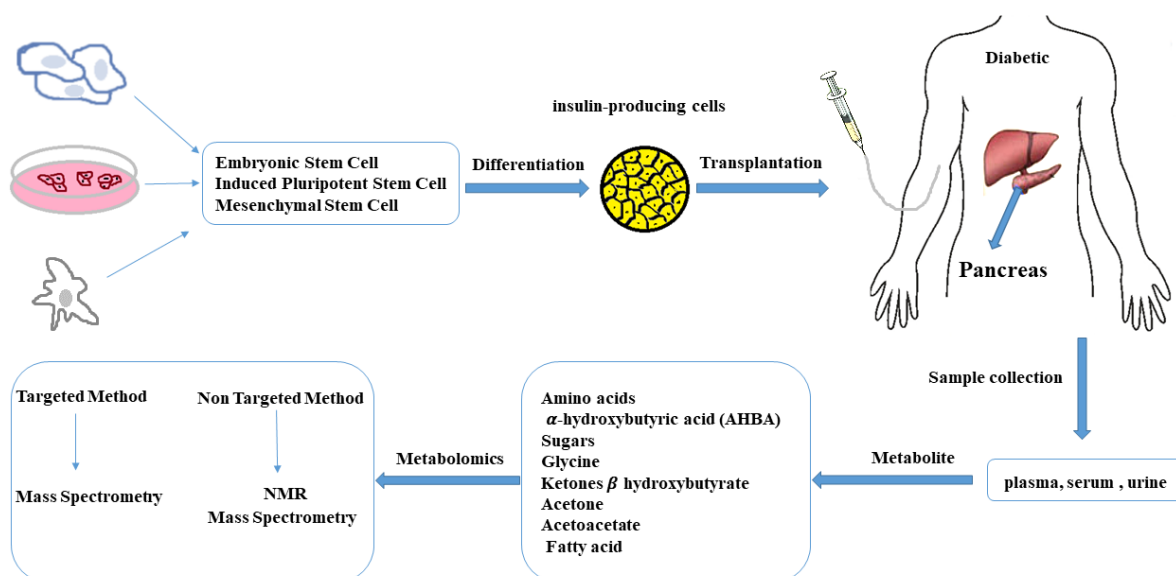 Diabetic
insulin-producing cells
Embryonic Stem Cell
Induced Pluripotent Stem Cell
Mesenchymal Stem Cell
Differentiation
Transplantation
Pancreas
Sample collection
plasma, serum , urine
Metabolite
Amino acids
α-hydroxybutyric acid (AHBA)
Sugars
Glycine
Ketones β hydroxybutyrate
Acetone
Acetoacetate
Fatty acid
Metabolomics
Targeted Method
Non Targeted Method
Mass Spectrometry
NMR
Mass Spectrometry